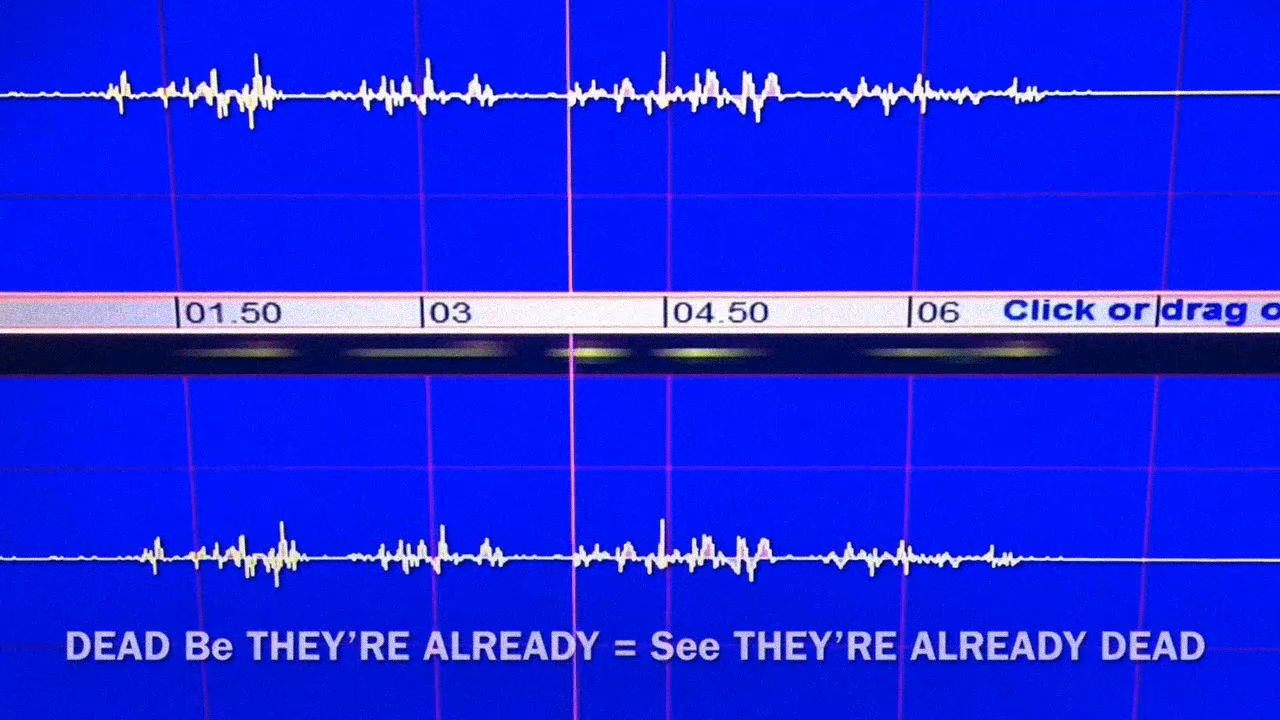 01.50 03 04.50 06 Click or drag
DEAD Be THEY'RE ALREADY = See THEY'RE ALREADY DEAD